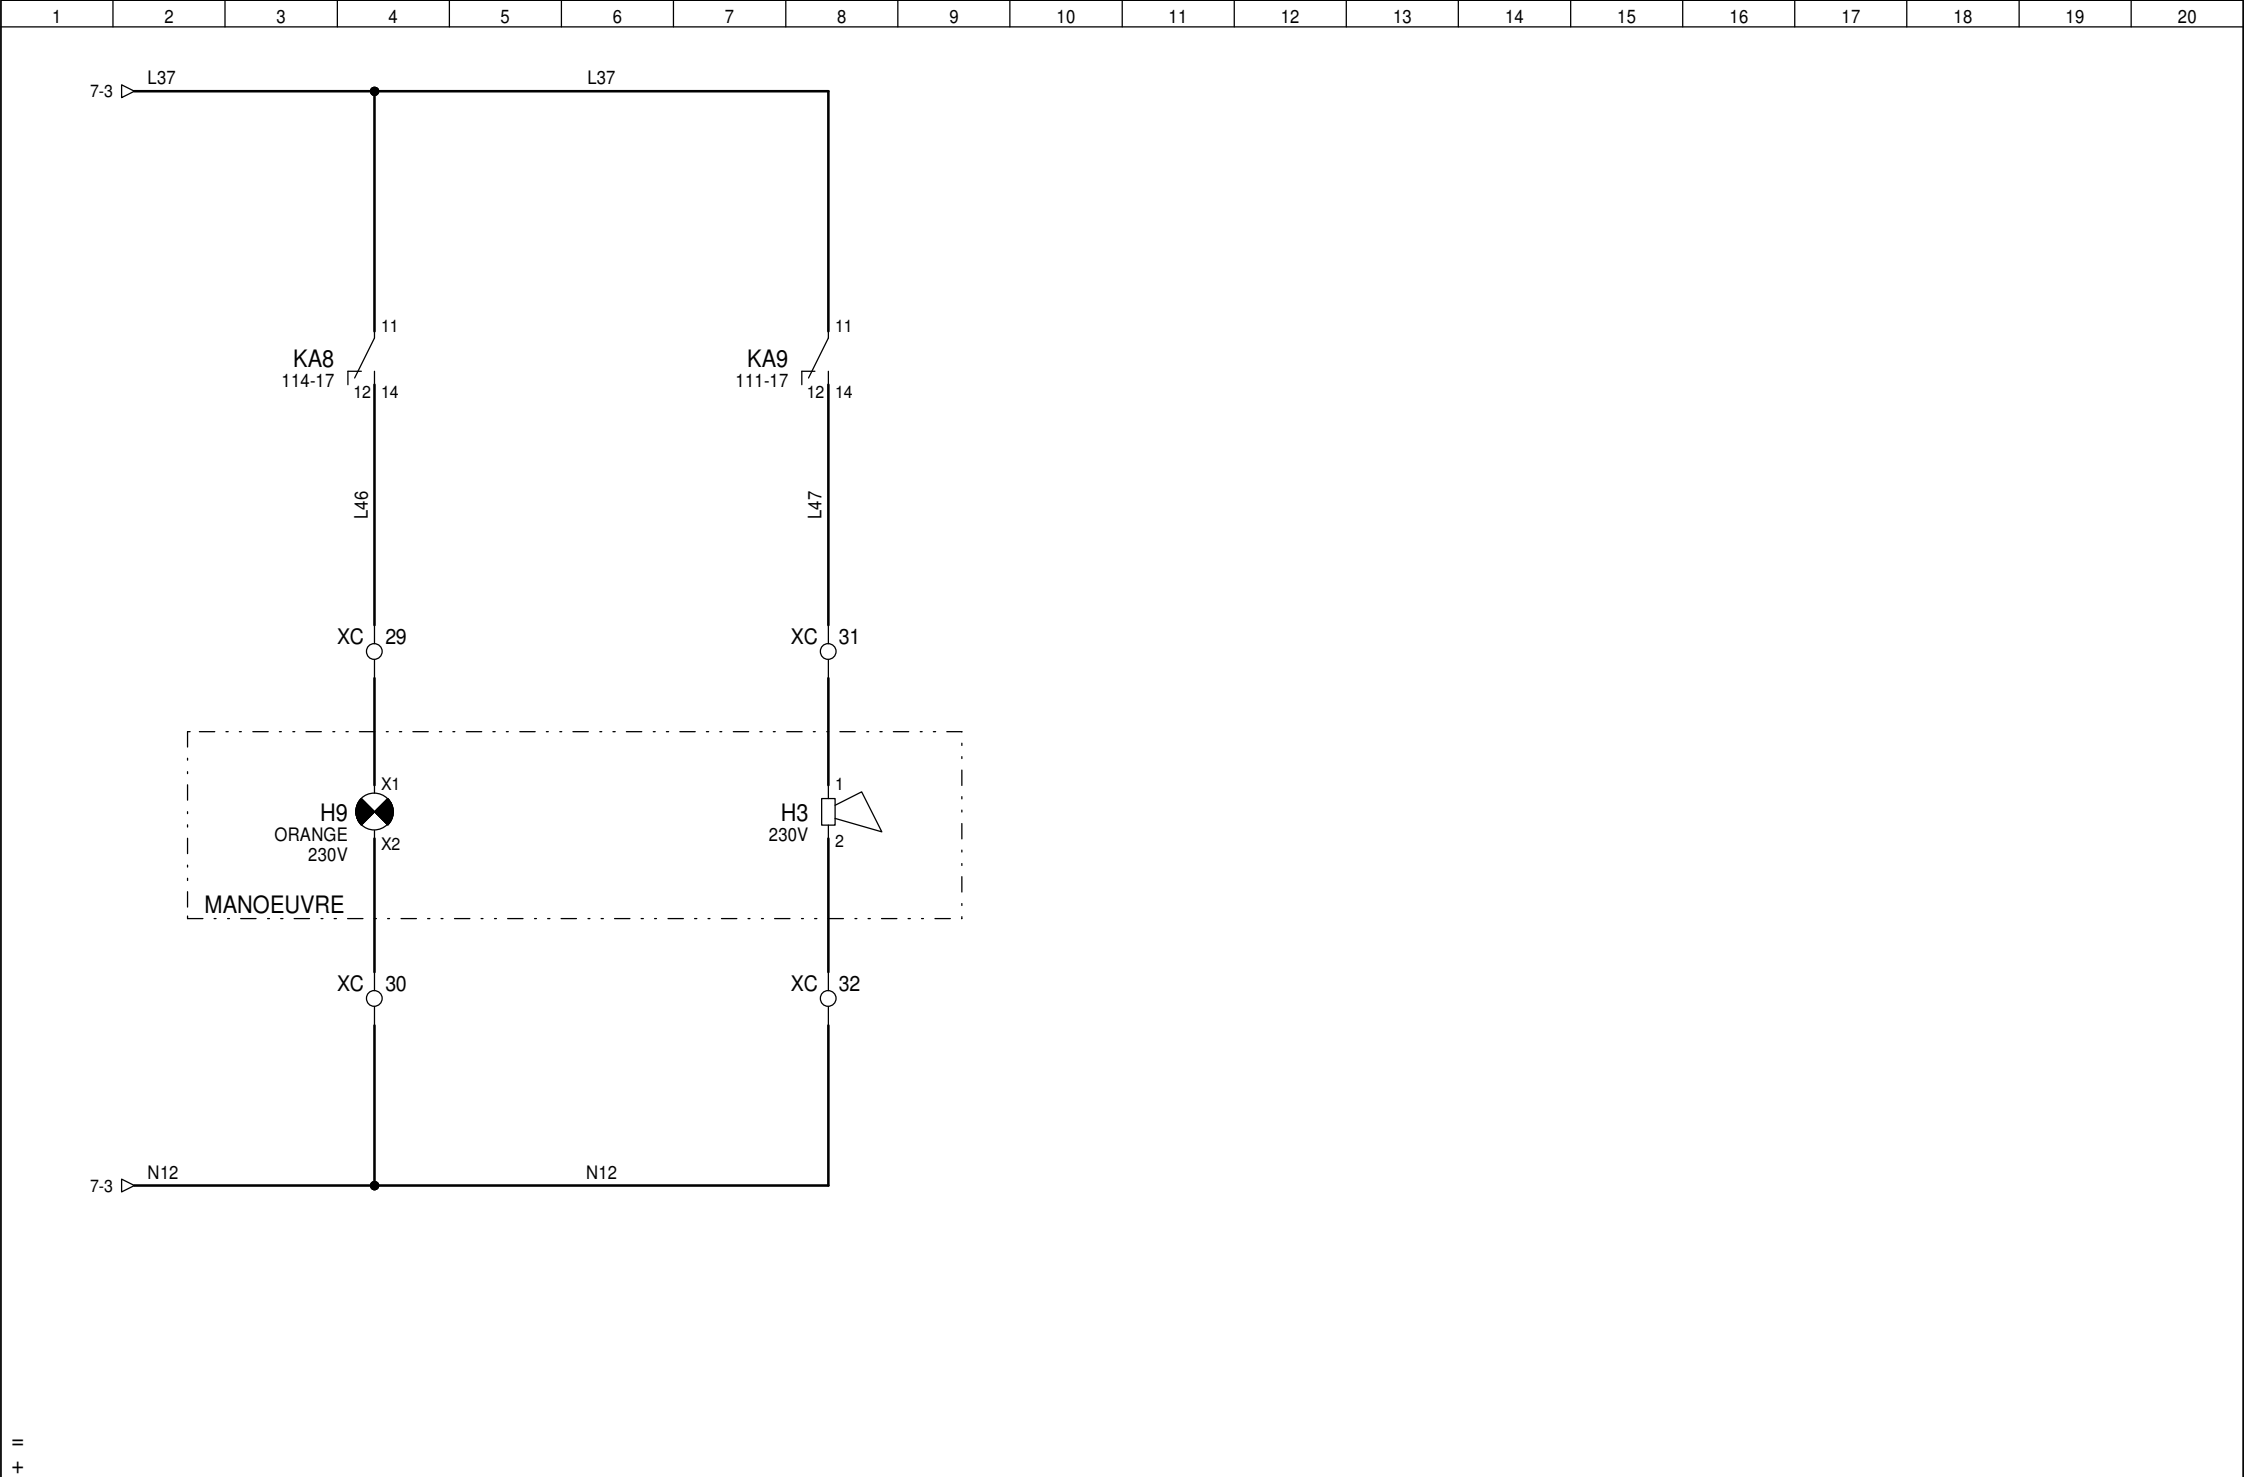 1 2 3 4 5 6 7 8 9 10 11 12 13 14 15 16 17 18 19 20
L37 L37
7-3
11 11
KA8 KA9
114-17 111-17
12 14 12 14
L46 L47
XC 29 XC 31
X1 1
H9 H3
ORANGE 230V
230V
X2 2
MANOEUVRE
XC 30 XC 32
N12 N12
7-3
=
+